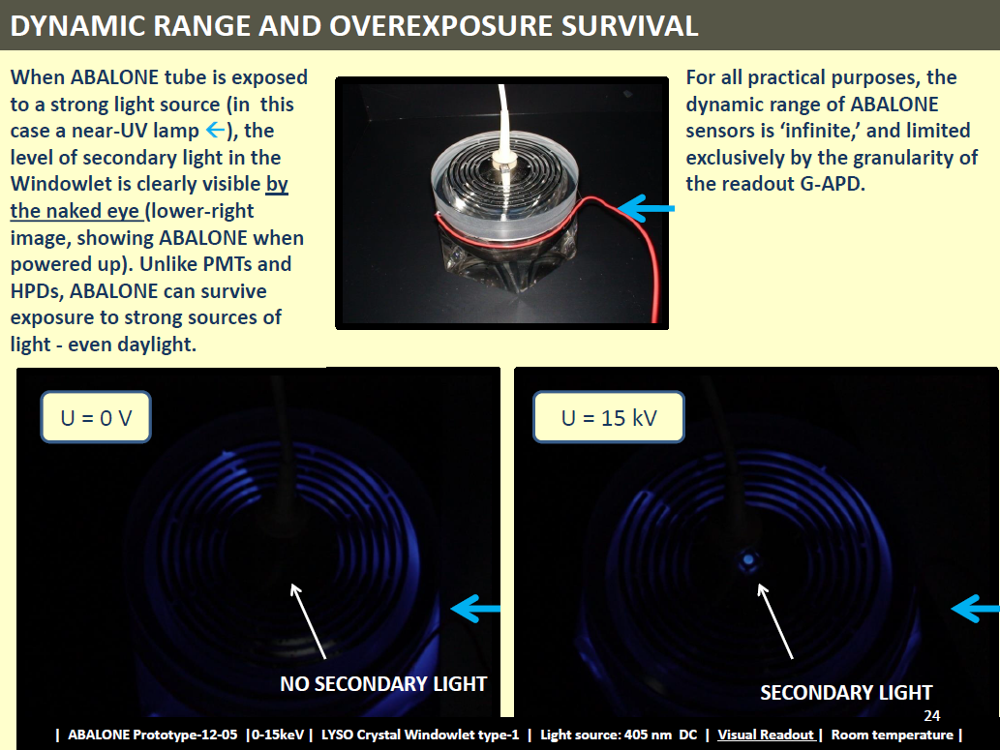 DYNAMIC RANGE AND OVEREXPOSURE SURVIVAL
When ABALONE tube is exposed
to a strong light source (in this
case a near-UV lamp ←), the
level of secondary light in the
Windowlet is clearly visible by
the naked eye (lower-right
image, showing ABALONE when
powered up). Unlike PMTs and
HPDs, ABALONE can survive
exposure to strong sources of
light - even daylight.
For all practical purposes, the
dynamic range of ABALONE
sensors is ‘infinite,’ and limited
exclusively by the granularity of
the readout G-APD.
U = 0 V
NO SECONDARY LIGHT
U = 15 kV
SECONDARY LIGHT
24
| ABALONE Prototype-12-05 |0-15keV | LYSO Crystal Windowlet type-1 | Light source: 405 nm DC | Visual Readout | Room temperature |